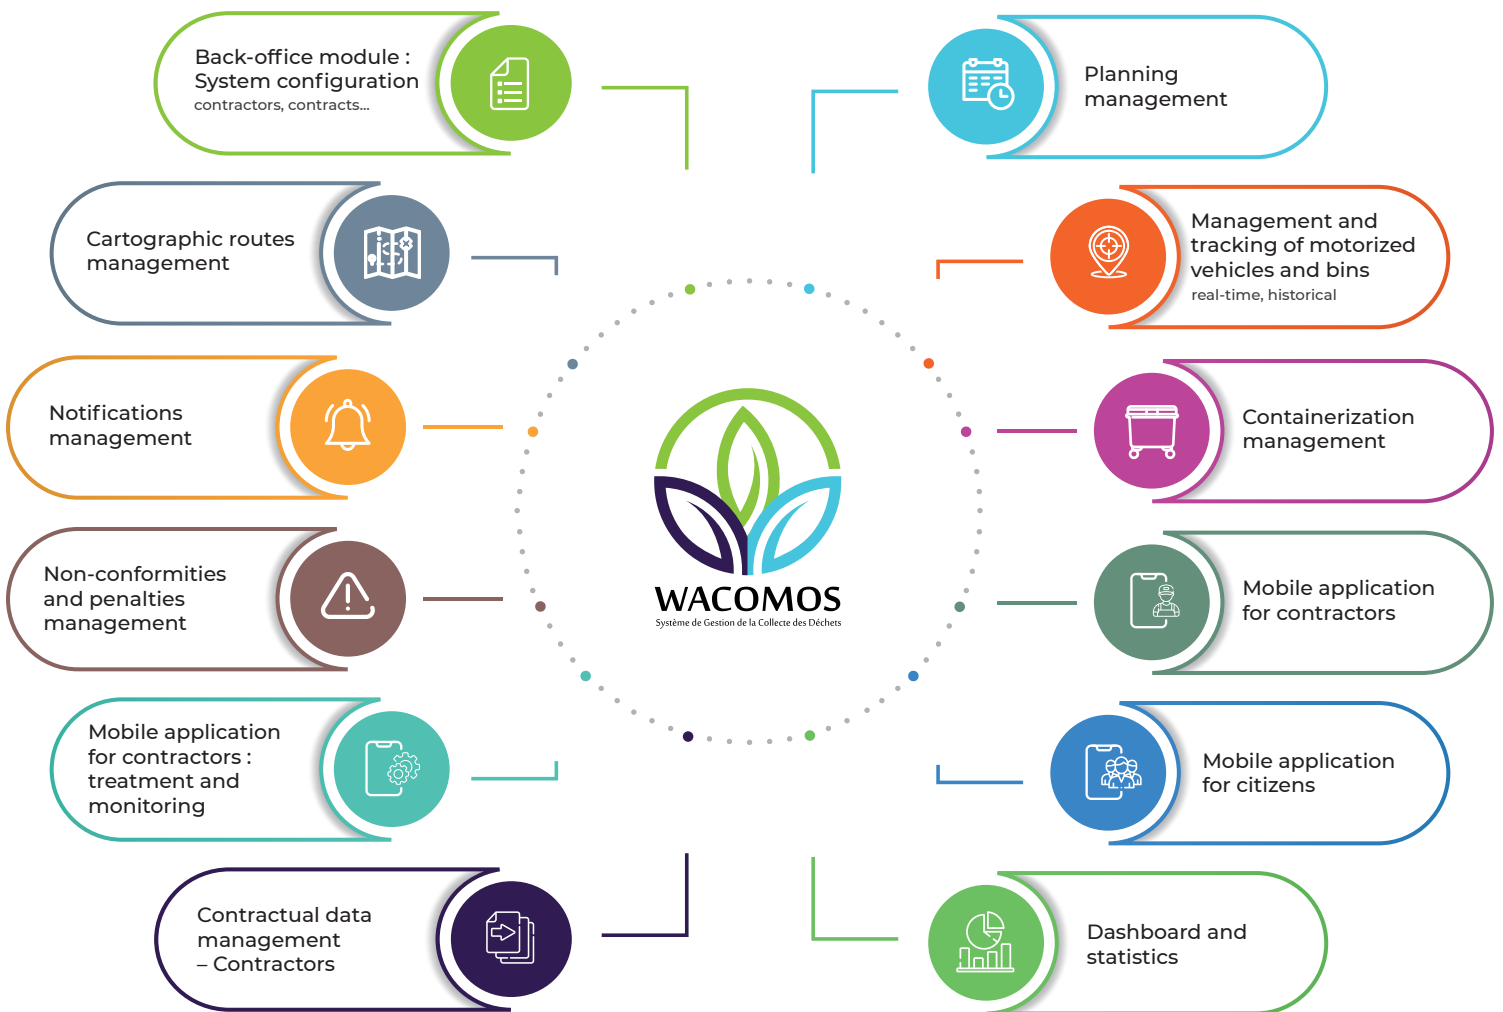 Back-office module :
System configuration
contractors, contracts...
Cartographic routes
management
Notifications
management
Non-conformities
and penalties
management
Mobile application
for contractors :
treatment and
monitoring
Contractual data
management
– Contractors
WACOMOS
Système de Gestion de la Collecte des Déchets
Planning
management
Management and
tracking of motorized
vehicles and bins
real-time, historical
Containerization
management
Mobile application
for contractors
Mobile application
for citizens
Dashboard and
statistics